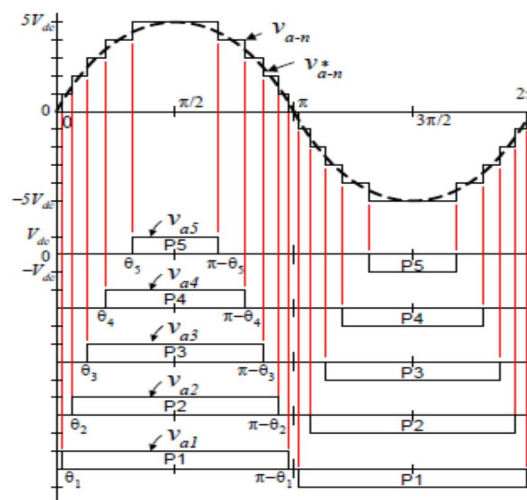 5V_dc
v_a-n
v*_a-n
0
0
π/2
π
3π/2
2π
-5V_dc
V_dc
0
-V_dc
v_a5
P5
P5
θ_5
π-θ_5
v_a4
P4
P4
θ_4
π-θ_4
v_a3
P3
P3
θ_3
π-θ_3
v_a2
P2
P2
θ_2
π-θ_2
v_a1
P1
P1
θ_1
π-θ_1